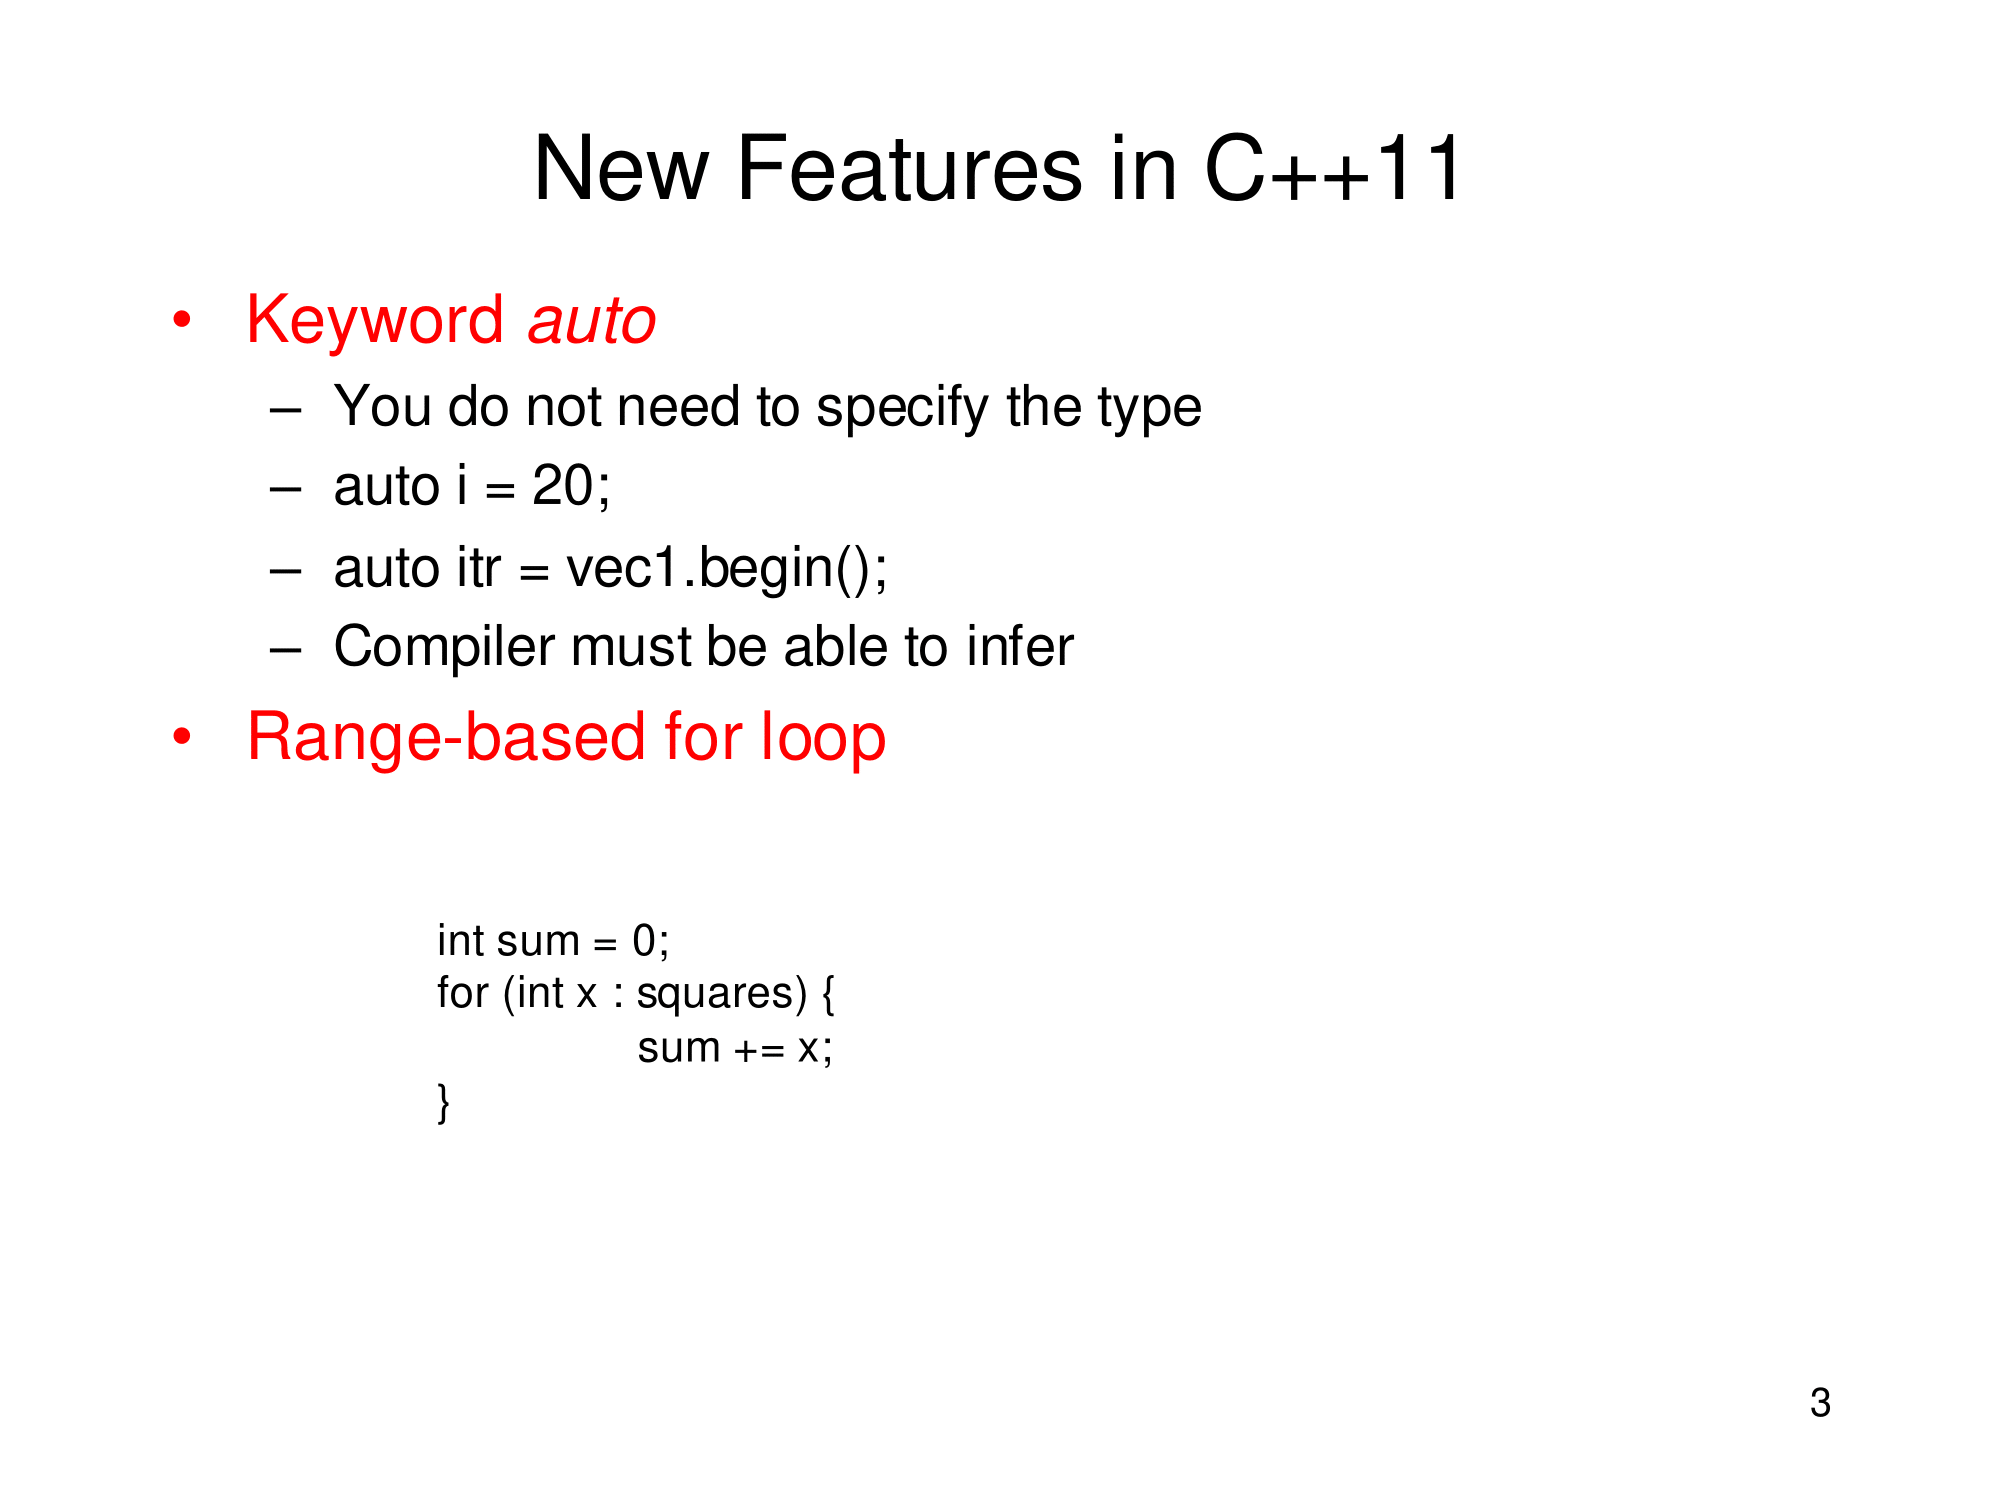 New Features in C++11
• Keyword auto
– You do not need to specify the type
– auto i = 20;
– auto itr = vec1.begin();
– Compiler must be able to infer
• Range-based for loop
int sum = 0;
for (int x : squares) {
sum += x;
}
3